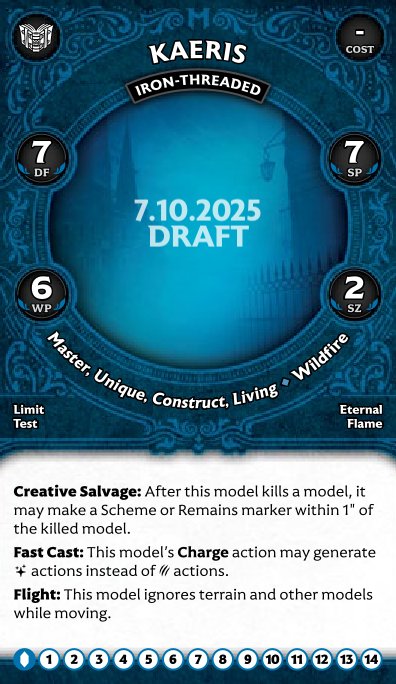 -
COST
KAERIS
IRON-THREADED
7
DF
7
SP
7.10.2025
DRAFT
6
WP
2
SZ
Master, Unique, Construct, Living ⬧ Wildfire
Limit
Test
Eternal
Flame
Creative Salvage: After this model kills a model, it
may make a Scheme or Remains marker within 1" of
the killed model.
Fast Cast: This model's Charge action may generate
actions instead of actions.
Flight: This model ignores terrain and other models
while moving.
1 2 3 4 5 6 7 8 9 10 11 12 13 14